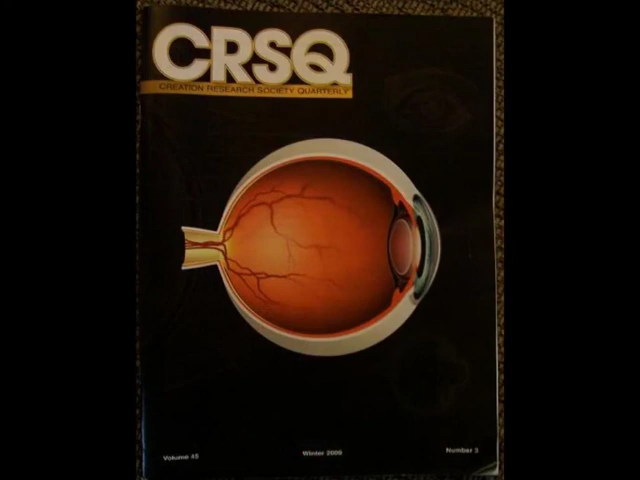 CRSQ
CREATION RESEARCH SOCIETY QUARTERLY
Volume 45
Winter 2009
Number 3